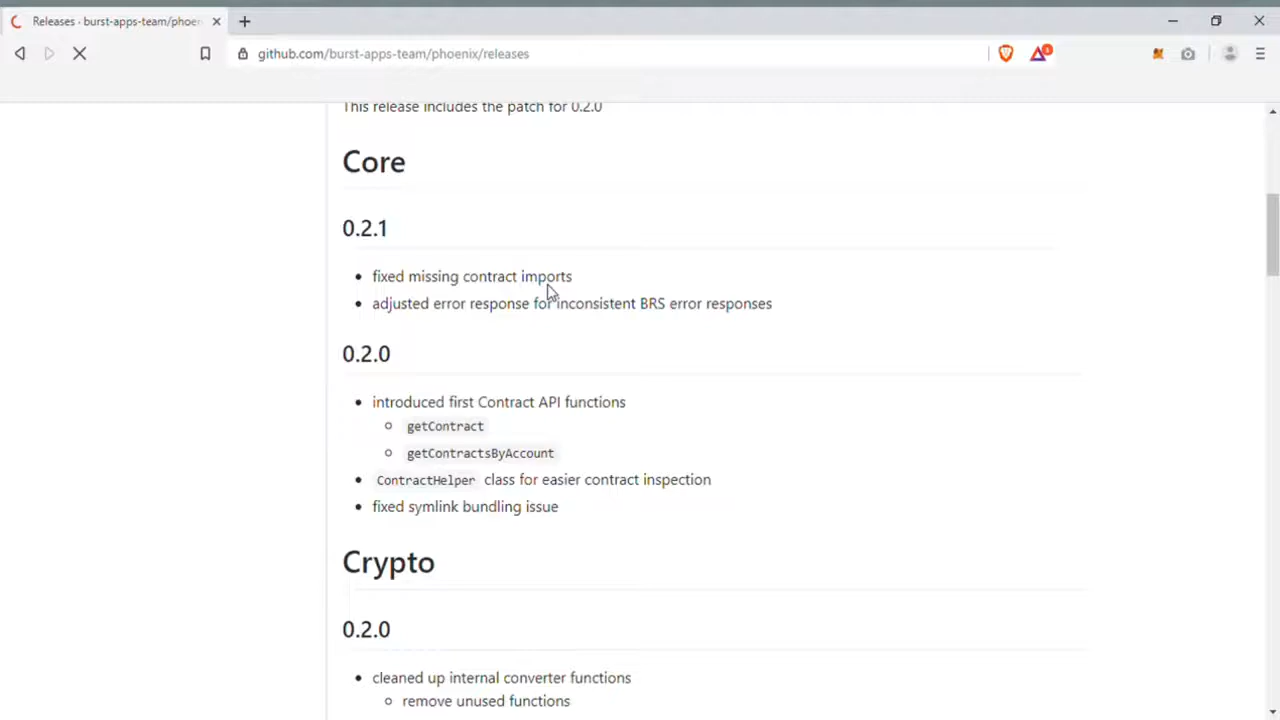 Releases · burst-apps-team/phoe
github.com/burst-apps-team/phoenix/releases
This release includes the patch for 0.2.0
Core
0.2.1
fixed missing contract imports
adjusted error response for inconsistent BRS error responses
0.2.0
introduced first Contract API functions
getContract
getContractsByAccount
ContractHelper class for easier contract inspection
fixed symlink bundling issue
Crypto
0.2.0
cleaned up internal converter functions
remove unused functions